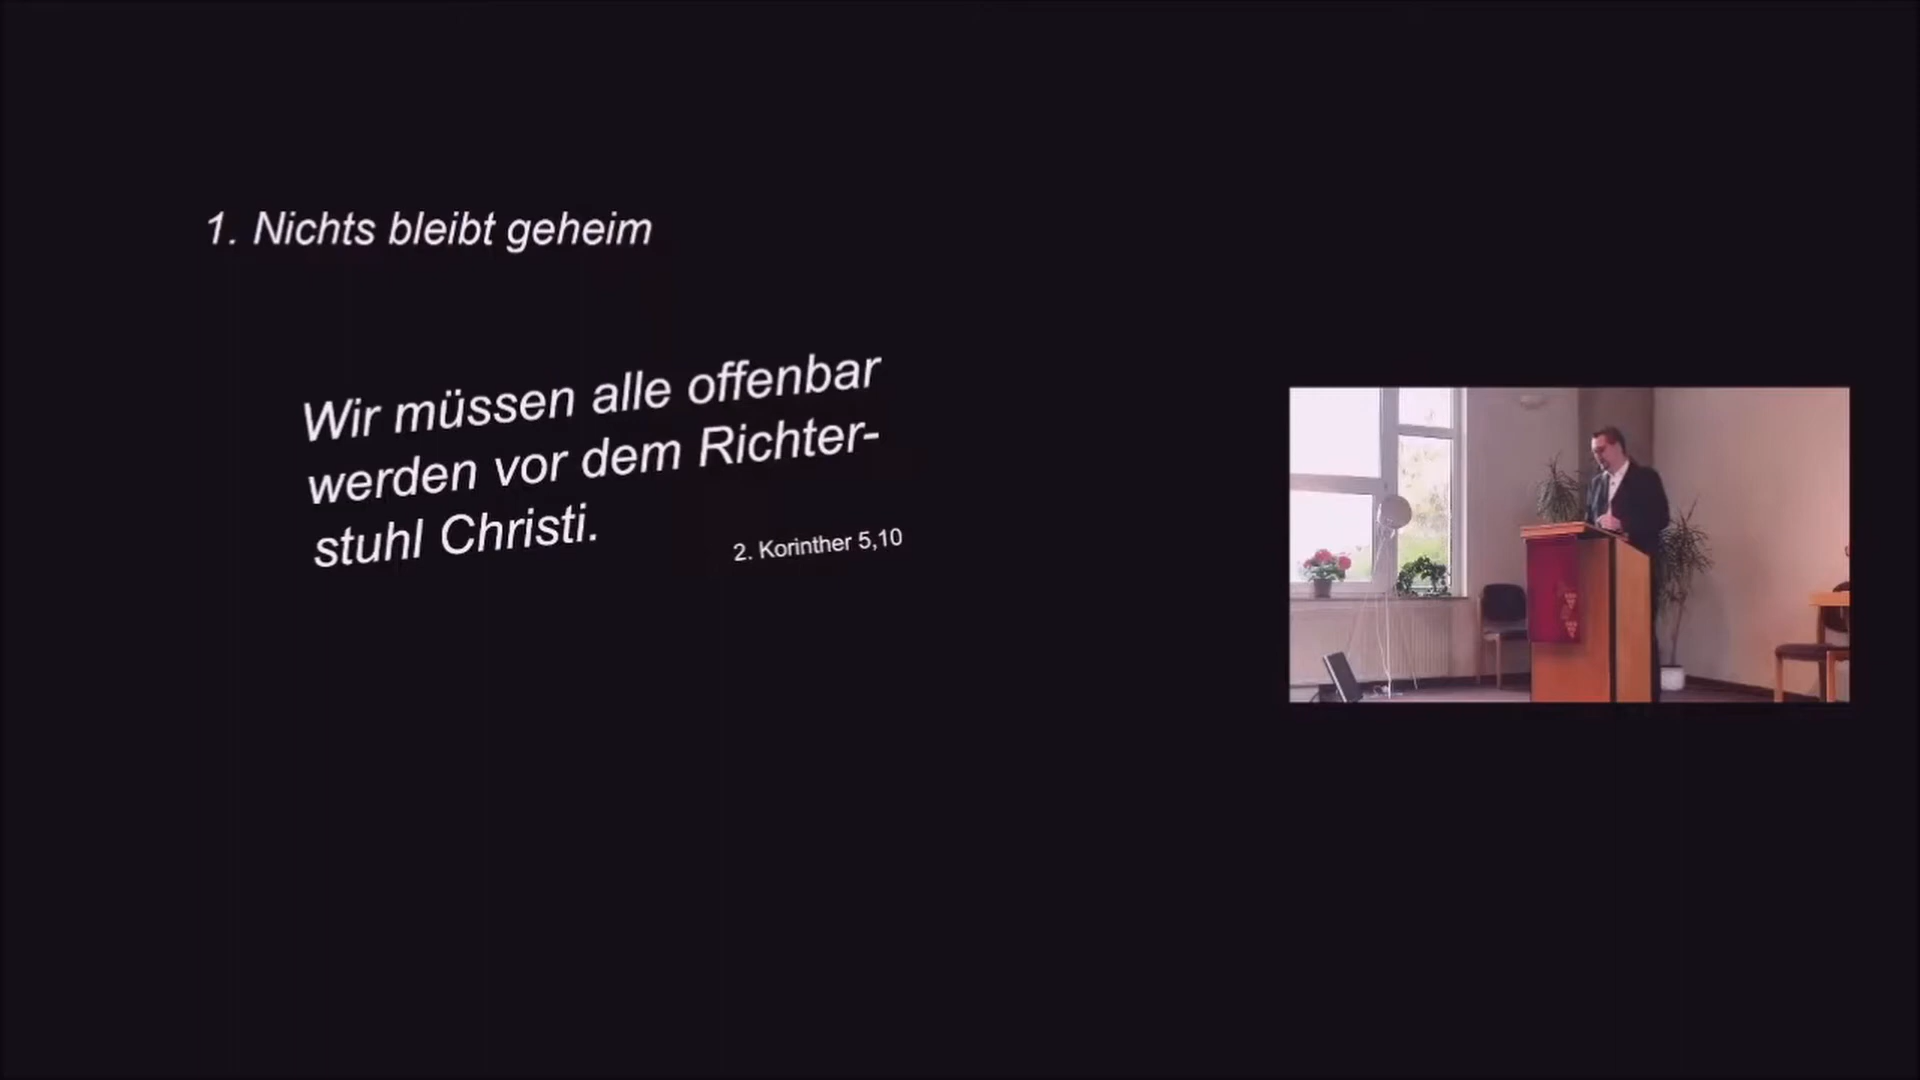 1. Nichts bleibt geheim
Wir müssen alle offenbar
werden vor dem Richter-
stuhl Christi.
2. Korinther 5,10